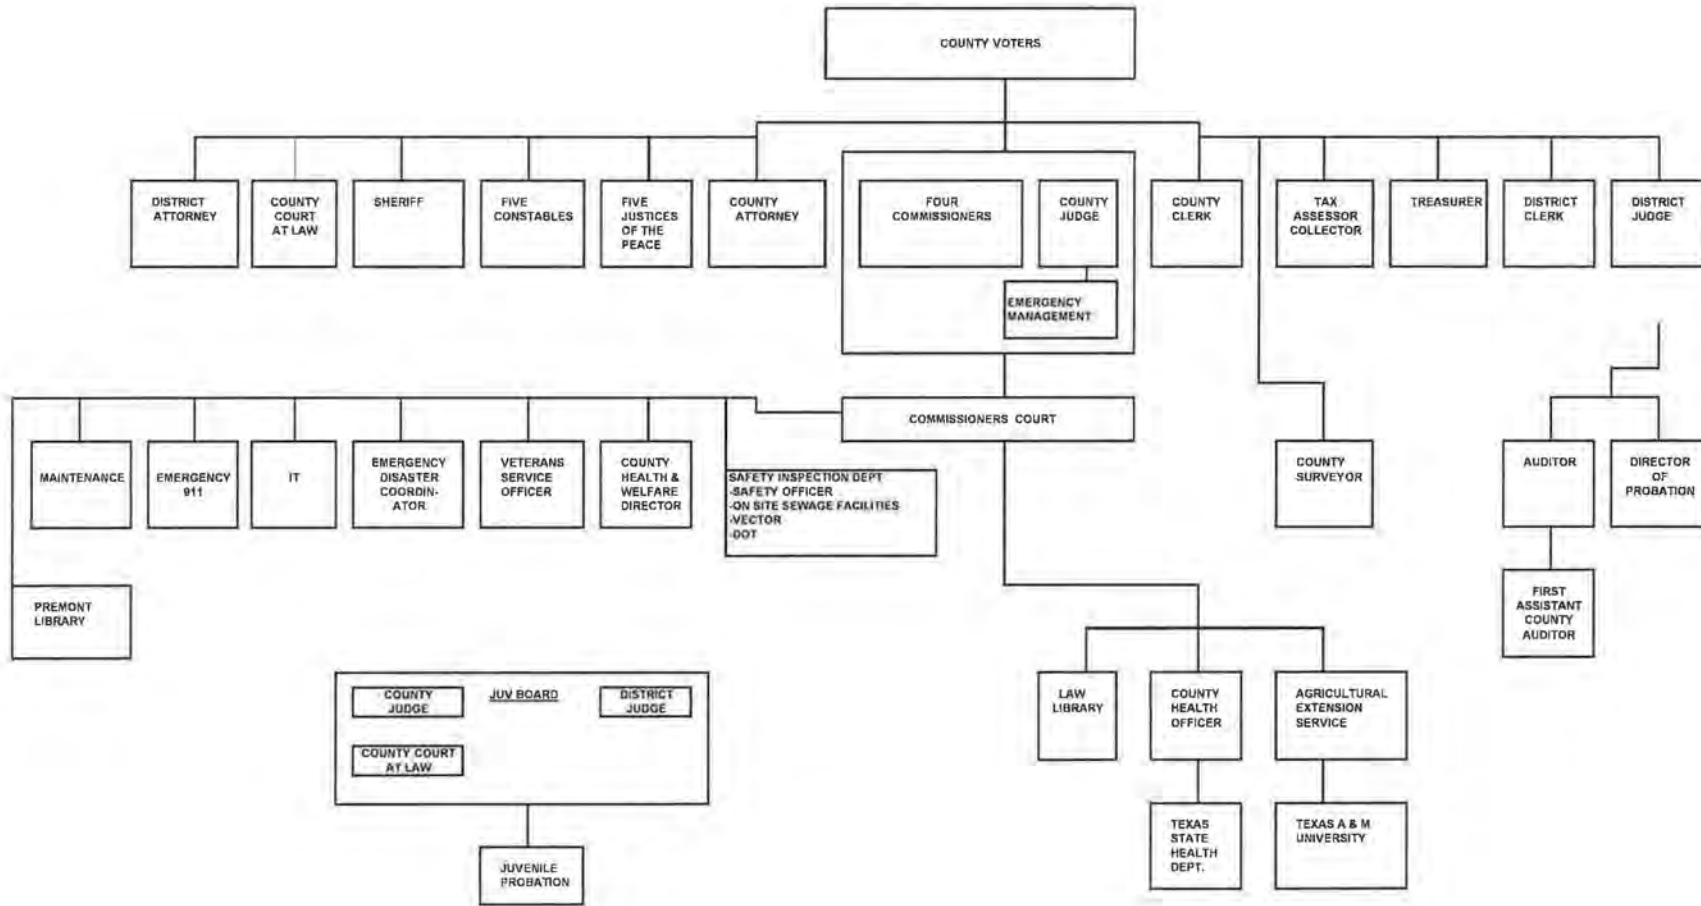 COUNTY VOTERS
DISTRICT
ATTORNEY
COUNTY
COURT
AT LAW
SHERIFF
FIVE
CONSTABLES
FIVE
JUSTICES
OF THE
PEACE
COUNTY
ATTORNEY
FOUR
COMMISSIONERS
COUNTY
JUDGE
COUNTY
CLERK
TAX
ASSESSOR
COLLECTOR
TREASURER
DISTRICT
CLERK
DISTRICT
JUDGE
EMERGENCY
MANAGEMENT
COMMISSIONERS COURT
MAINTENANCE
EMERGENCY
911
IT
EMERGENCY
DISASTER
COORDIN-
ATOR
VETERANS
SERVICE
OFFICER
COUNTY
HEALTH &
WELFARE
DIRECTOR
SAFETY INSPECTION DEPT
-SAFETY OFFICER
-ON SITE SEWAGE FACILITIES
-VECTOR
-DOT
COUNTY
SURVEYOR
AUDITOR
DIRECTOR
OF
PROBATION
PREMONT
LIBRARY
FIRST
ASSISTANT
COUNTY
AUDITOR
COUNTY
JUDGE
JUV BOARD
DISTRICT
JUDGE
COUNTY COURT
AT LAW
LAW
LIBRARY
COUNTY
HEALTH
OFFICER
AGRICULTURAL
EXTENSION
SERVICE
JUVENILE
PROBATION
TEXAS
STATE
HEALTH
DEPT.
TEXAS A & M
UNIVERSITY